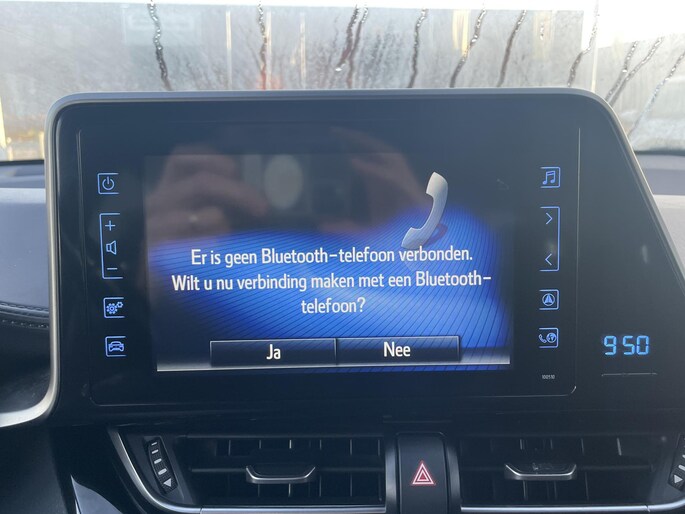 Er is geen Bluetooth-telefoon verbonden.
Wilt u nu verbinding maken met een Bluetooth-
telefoon?
Ja
Nee
9 50